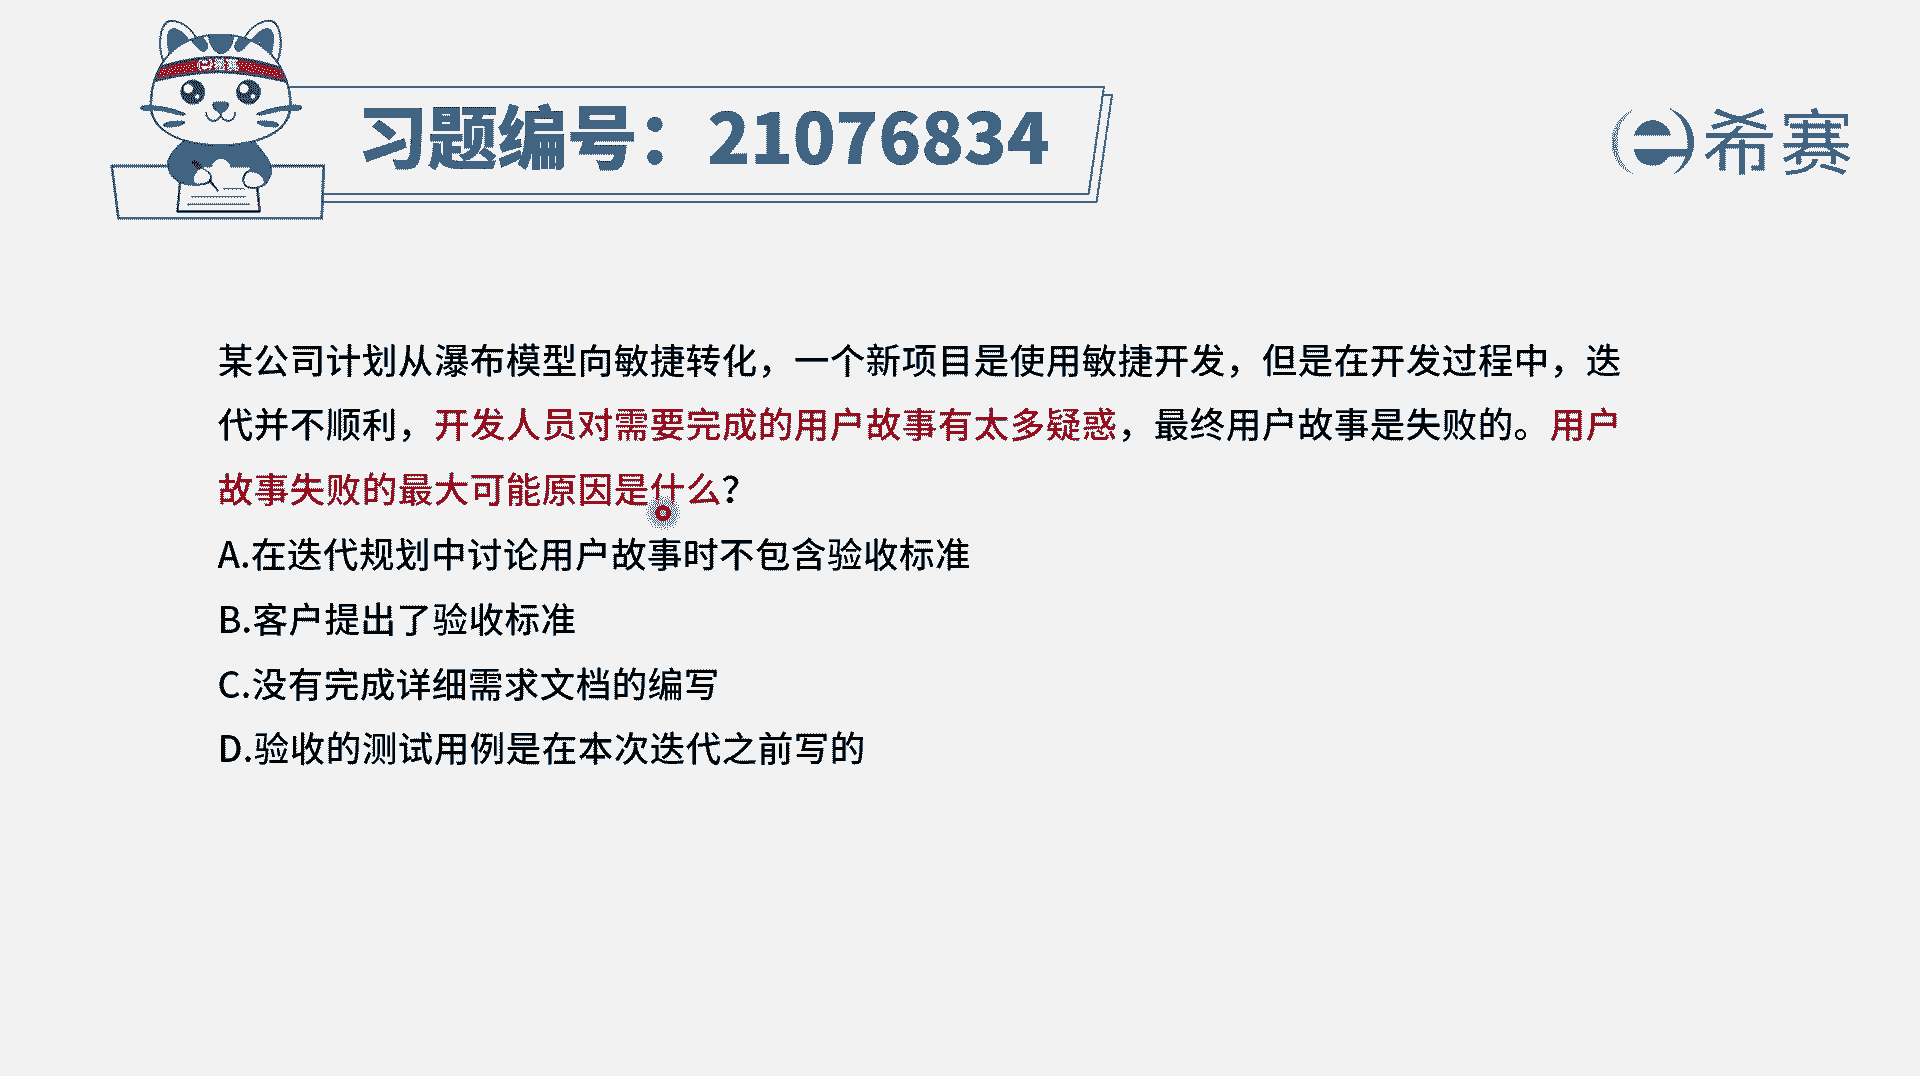 习题编号：21076834
希赛
某公司计划从瀑布模型向敏捷转化，一个新项目是使用敏捷开发，但是在开发过程中，迭
代并不顺利，开发人员对需要完成的用户故事有太多疑惑，最终用户故事是失败的。用户
故事失败的最大可能原因是什么？
A.在迭代规划中讨论用户故事时不包含验收标准
B.客户提出了验收标准
C.没有完成详细需求文档的编写
D.验收的测试用例是在本次迭代之前写的